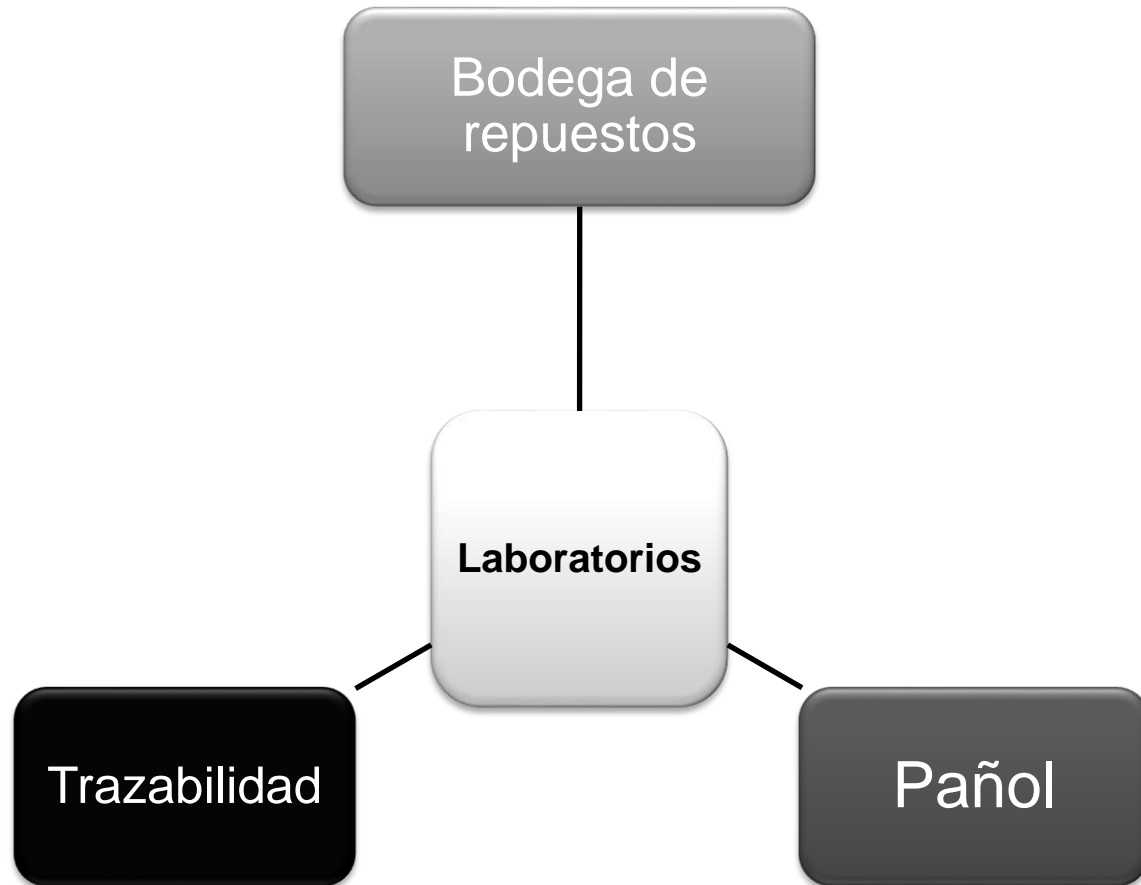 Bodega de
repuestos
Laboratorios
Trazabilidad
Pañol